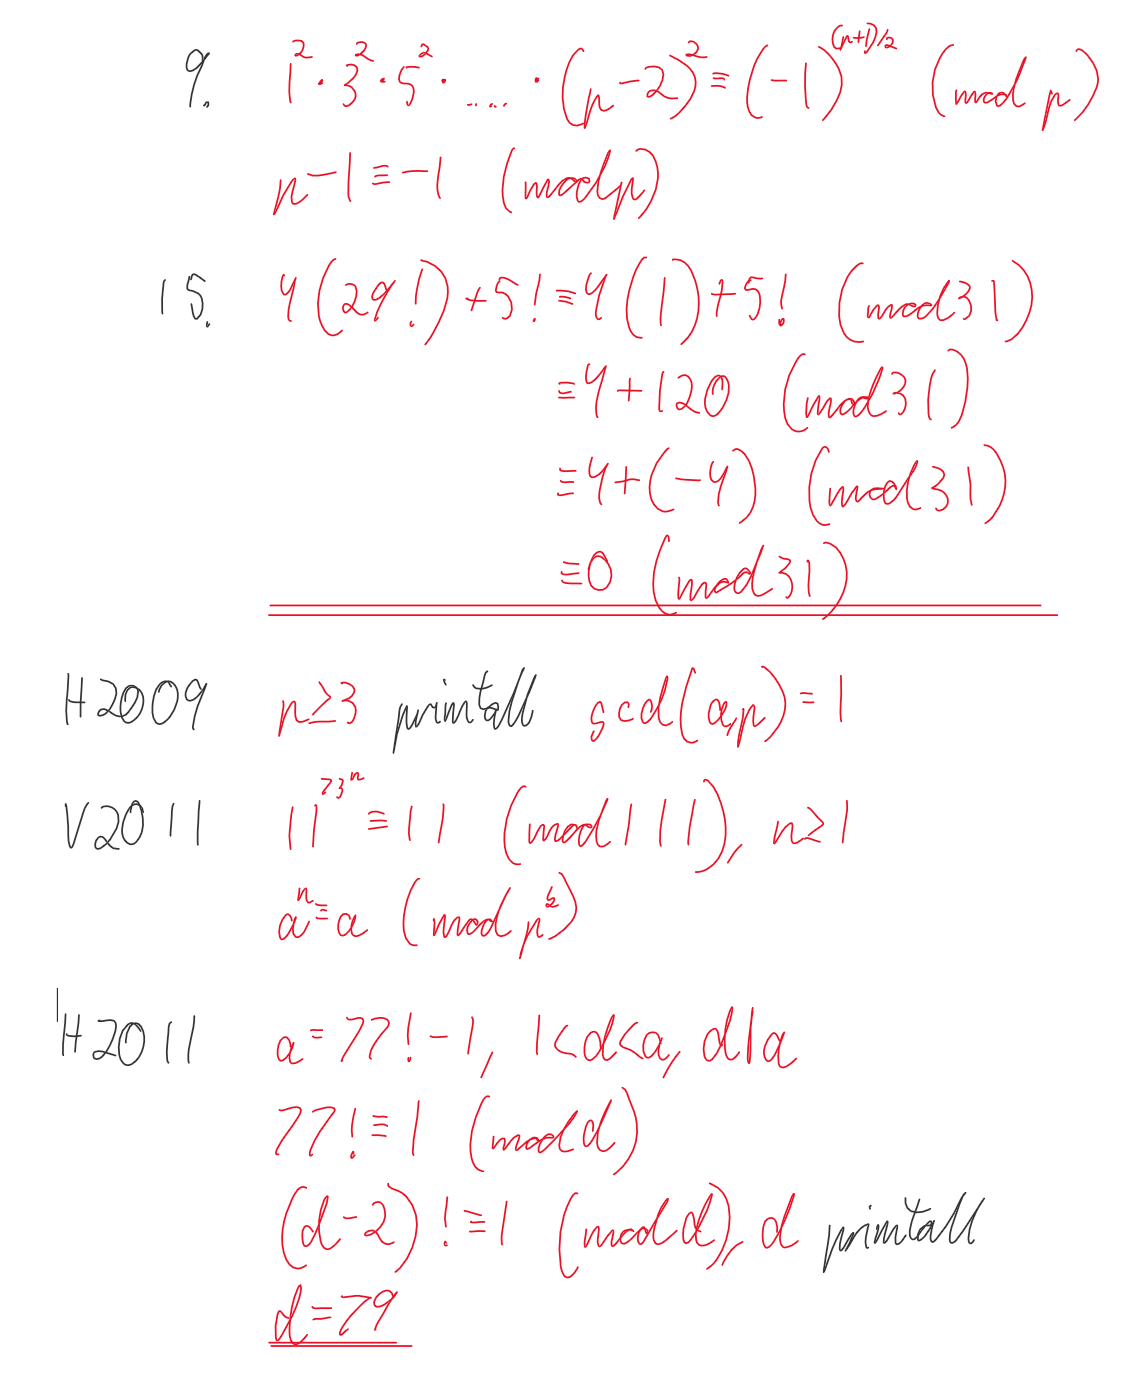 9. 1²·3²·5²·.....·(p-2)²≡(-1)^((p+1)/2) (mod p)
p-1≡-1 (mod p)
15. 4(29!)+5!≡4(1)+5! (mod 31)
≡4+120 (mod 31)
≡4+(-4) (mod 31)
≡0 (mod 31)
H2009 p≥3 primtall gcd(a,p)=1
V2011 11^(73^n)≡11 (mod 111), n≥1
aⁿ≡a (mod p²)
H2011 a=77!-1, 1<d<a, d|a
77!≡1 (mod d)
(d-2)!≡1 (mod d), d primtall
d=79